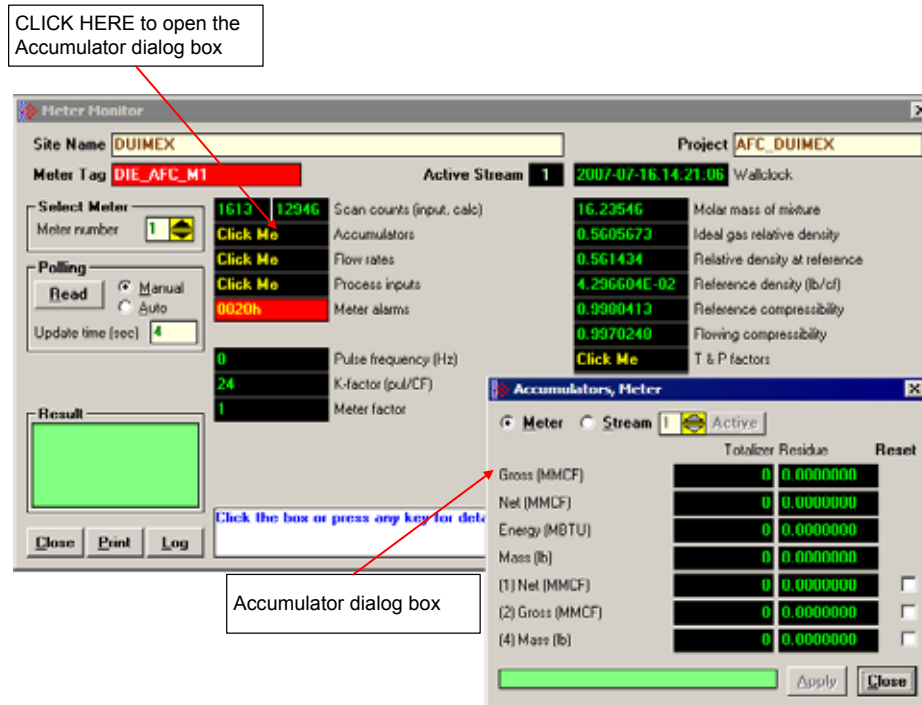 CLICK HERE to open the
Accumulator dialog box
Meter Monitor
Site Name DUIMEX Project AFC_DUIMEX
Meter Tag DIE_AFC_M1 Active Stream 1 2007-07-16.14:21:06 Wallclock
Select Meter
Meter number 1
Polling
Read Manual
Auto
Update time (sec) 4
1613 12946 Scan counts (input, calc)
Click Me Accumulators
Click Me Flow rates
Click Me Process inputs
0020h Meter alarms
0 Pulse frequency (Hz)
24 K-factor (pul/CF)
1 Meter factor
16.23546 Molar mass of mixture
0.5605673 Ideal gas relative density
0.561434 Relative density at reference
4.296604E-02 Reference density (lb/cf)
0.9980413 Reference compressibility
0.9970240 Flowing compressibility
Click Me T & P factors
Result
Click the box or press any key for
Close Print Log
Accumulators, Meter
Meter Stream 1 Active
Totalizer Residue Reset
Gross (MMCF) 0 0.0000000
Net (MMCF) 0 0.0000000
Energy (MBTU) 0 0.0000000
Mass (lb) 0 0.0000000
(1) Net (MMCF) 0 0.0000000
(2) Gross (MMCF) 0 0.0000000
(4) Mass (lb) 0 0.0000000
Apply Close
Accumulator dialog box